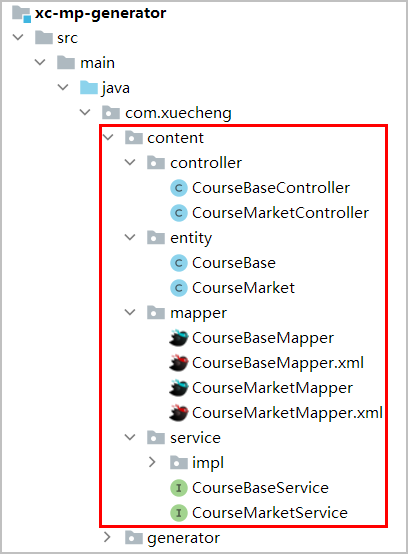 xc-mp-generator
src
main
java
com.xuecheng
content
controller
CourseBaseController
CourseMarketController
entity
CourseBase
CourseMarket
mapper
CourseBaseMapper
CourseBaseMapper.xml
CourseMarketMapper
CourseMarketMapper.xml
service
impl
CourseBaseService
CourseMarketService
generator